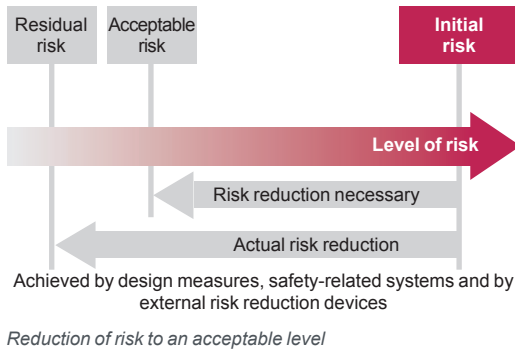 Residual
risk
Acceptable
risk
Initial
risk
Level of risk
Risk reduction necessary
Actual risk reduction
Achieved by design measures, safety-related systems and by
external risk reduction devices
Reduction of risk to an acceptable level